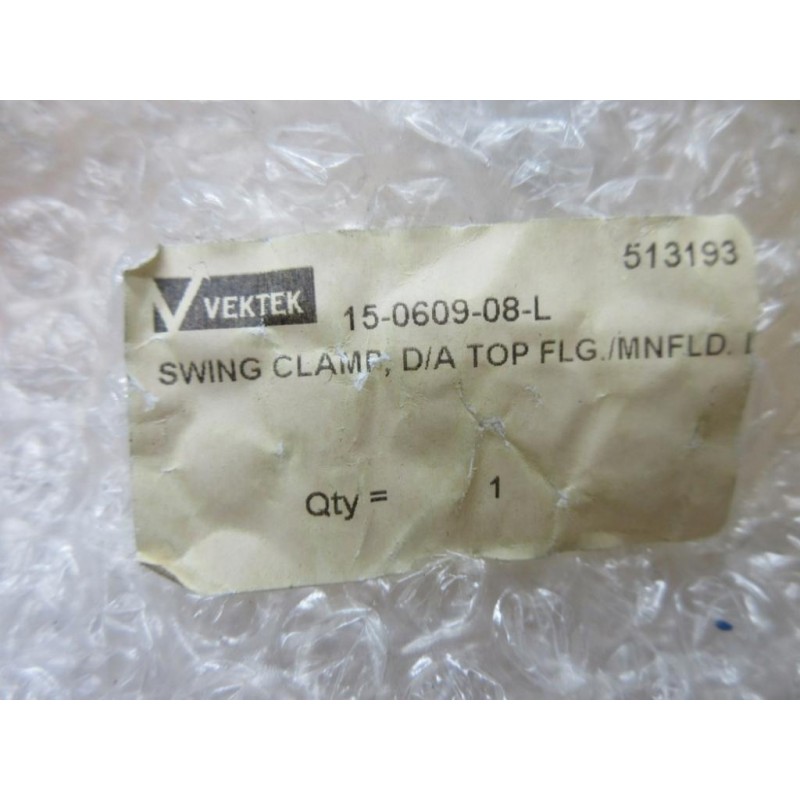 513193
VEKTEK 15-0609-08-L
SWING CLAMP, D/A TOP FLG./MNFLD.
Qty = 1